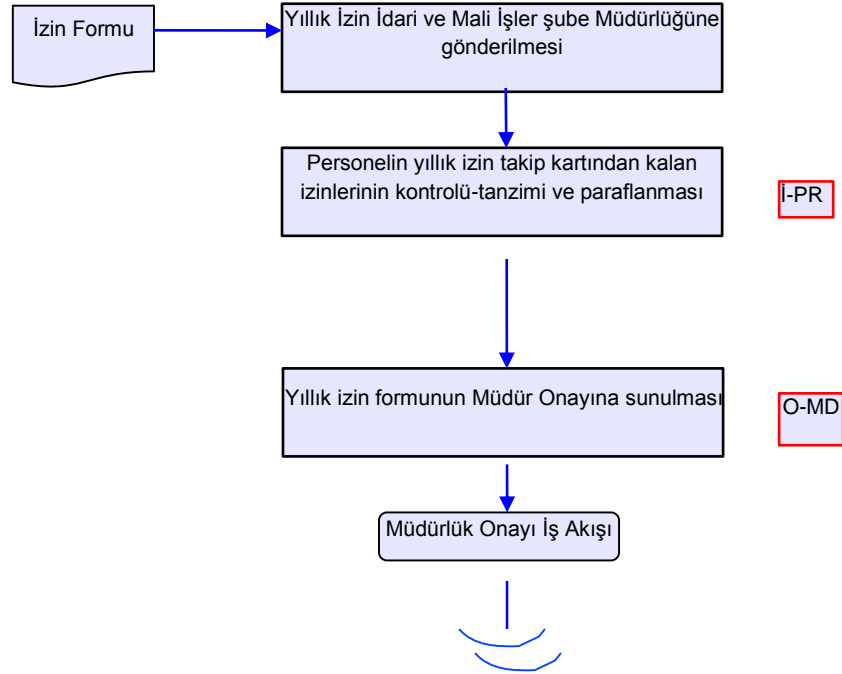 İzin Formu
Yıllık İzin İdari ve Mali İşler şube Müdürlüğüne
gönderilmesi
Personelin yıllık izin takip kartından kalan
izinlerinin kontrolü-tanzimi ve paraflanması
İ-PR
Yıllık izin formunun Müdür Onayına sunulması
O-MD
Müdürlük Onayı İş Akışı